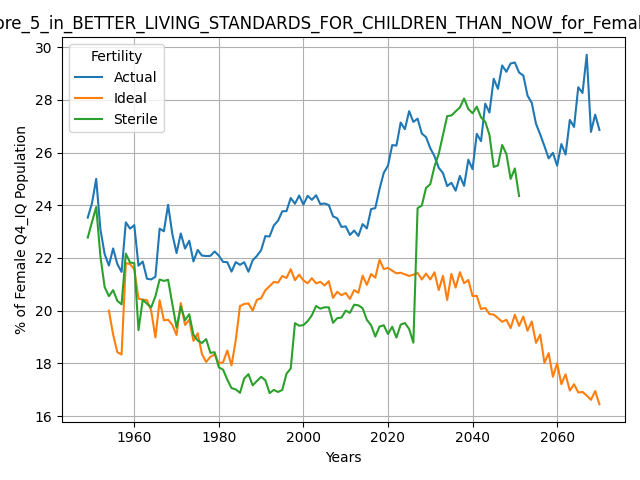 ore_5_in_BETTER_LIVING_STANDARDS_FOR_CHILDREN_THAN_NOW_for_Femal
Fertility
Actual
Ideal
Sterile
30
28
26
24
22
20
18
16
% of Female Q4_IQ Population
1960
1980
2000
2020
2040
2060
Years